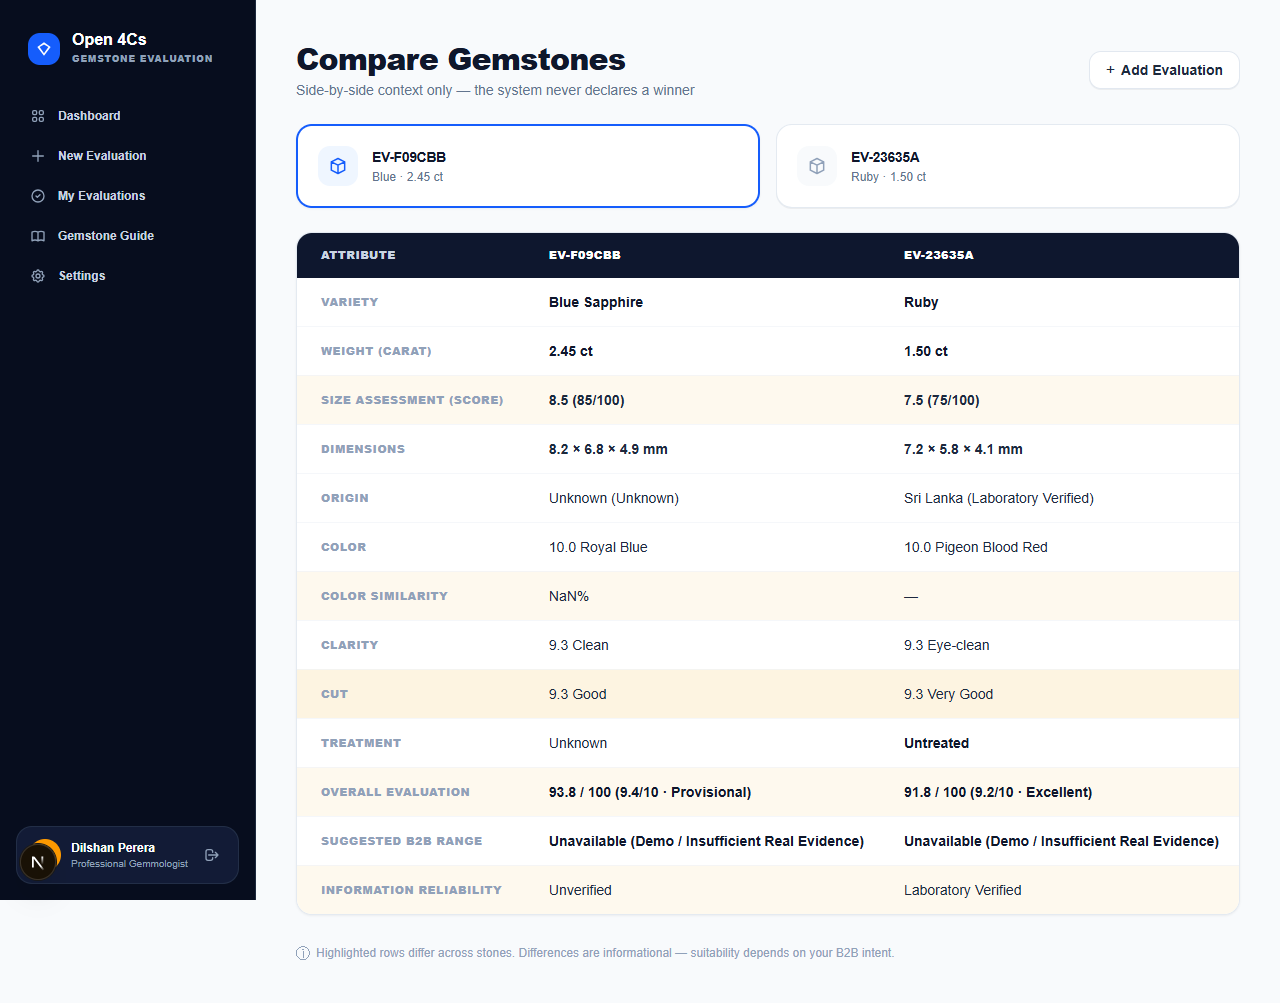 Open 4Cs
GEMSTONE EVALUATION
Dashboard
New Evaluation
My Evaluations
Gemstone Guide
Settings
Dilshan Perera
Professional Gemmologist
N
Compare Gemstones
Side-by-side context only — the system never declares a winner
+ Add Evaluation
EV-F09CBB
Blue · 2.45 ct
EV-23635A
Ruby · 1.50 ct
ATTRIBUTE EV-F09CBB EV-23635A
VARIETY Blue Sapphire Ruby
WEIGHT (CARAT) 2.45 ct 1.50 ct
SIZE ASSESSMENT (SCORE) 8.5 (85/100) 7.5 (75/100)
DIMENSIONS 8.2 × 6.8 × 4.9 mm 7.2 × 5.8 × 4.1 mm
ORIGIN Unknown (Unknown) Sri Lanka (Laboratory Verified)
COLOR 10.0 Royal Blue 10.0 Pigeon Blood Red
COLOR SIMILARITY NaN% —
CLARITY 9.3 Clean 9.3 Eye-clean
CUT 9.3 Good 9.3 Very Good
TREATMENT Unknown Untreated
OVERALL EVALUATION 93.8 / 100 (9.4/10 · Provisional) 91.8 / 100 (9.2/10 · Excellent)
SUGGESTED B2B RANGE Unavailable (Demo / Insufficient Real Evidence) Unavailable (Demo / Insufficient Real Evidence)
INFORMATION RELIABILITY Unverified Laboratory Verified
Highlighted rows differ across stones. Differences are informational — suitability depends on your B2B intent.